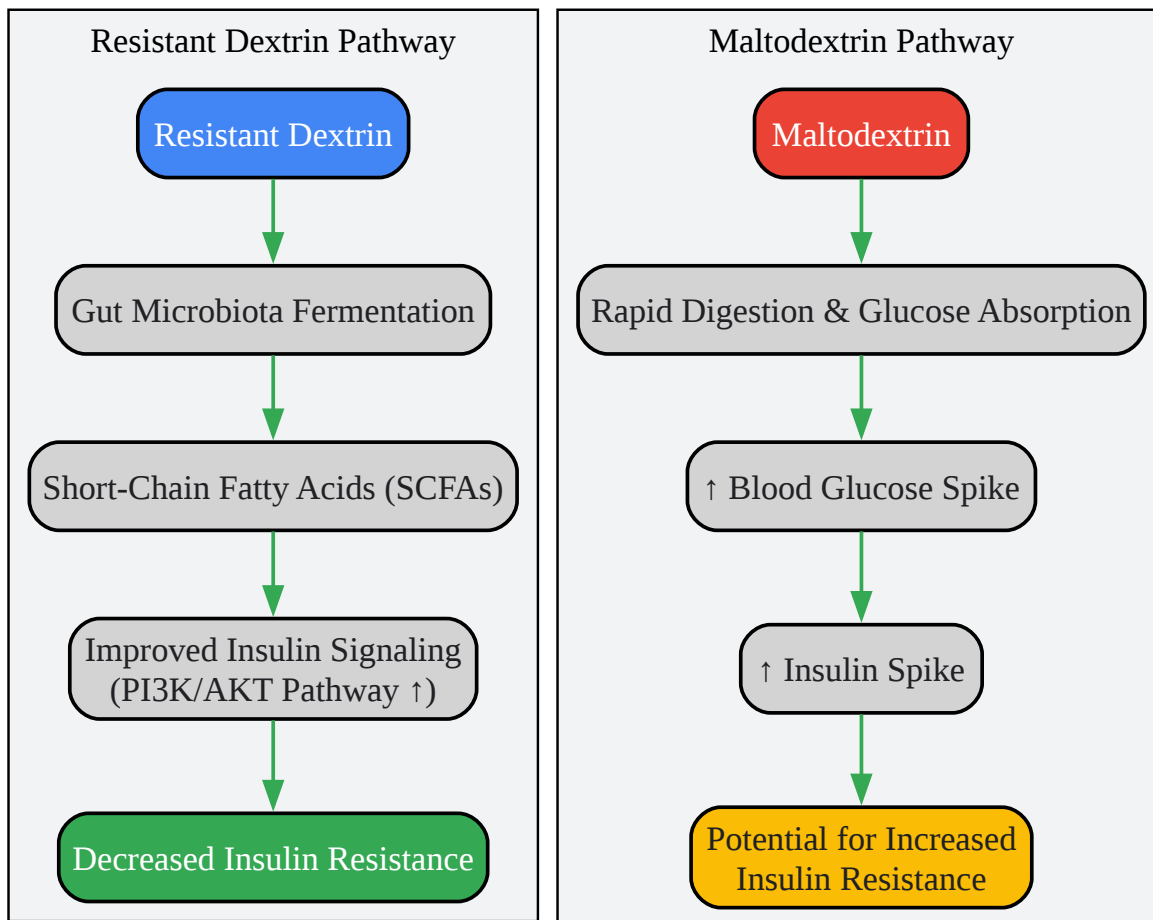 Resistant Dextrin Pathway
Resistant Dextrin
Gut Microbiota Fermentation
Short-Chain Fatty Acids (SCFAs)
Improved Insulin Signaling
(PI3K/AKT Pathway ↑)
Decreased Insulin Resistance
Maltodextrin Pathway
Maltodextrin
Rapid Digestion & Glucose Absorption
↑ Blood Glucose Spike
↑ Insulin Spike
Potential for Increased
Insulin Resistance